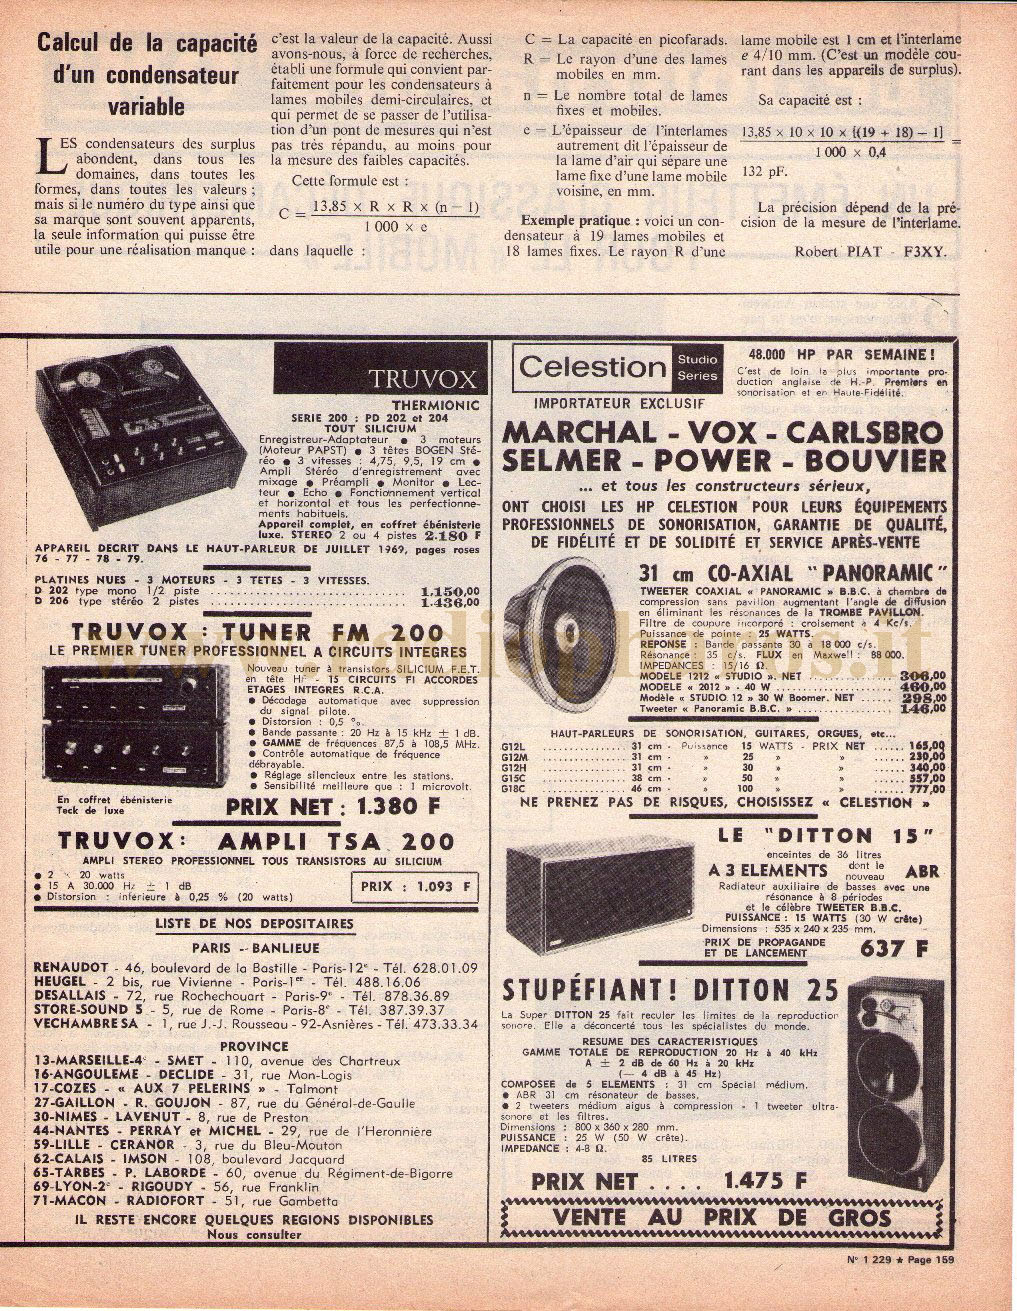 Calcul de la capacité
d'un condensateur
variable
LES condensateurs des surplus
abondent, dans tous les
domaines, dans toutes les
formes, dans toutes les valeurs ;
mais si le numéro du type ainsi que
sa marque sont souvent apparents,
la seule information qui puisse être
utile pour une réalisation manque :
c'est la valeur de la capacité. Aussi
avons-nous, à force de recherches,
établi une formule qui convient par-
faitement pour les condensateurs à
lames mobiles demi-circulaires, et
qui permet de se passer de l'utilisa-
tion d'un pont de mesures qui n'est
pas très répandu, au moins pour
la mesure des faibles capacités.
Cette formule est :
C = 13,85 × R × R × (n – 1)
1 000 × e
dans laquelle :
C = La capacité en picofarads.
R = Le rayon d'une des lames
mobiles en mm.
n = Le nombre total de lames
fixes et mobiles.
e = L'épaisseur de l'interlames
autrement dit l'épaisseur de
la lame d'air qui sépare une
lame fixe d'une lame mobile
voisine, en mm.
Exemple pratique : voici un con-
densateur à 19 lames mobiles et
18 lames fixes. Le rayon R d'une
lame mobile est 1 cm et l'interlame
e 4/10 mm. (C'est un modèle cou-
rant dans les appareils de surplus).
Sa capacité est :
13,85 × 10 × 10 × [(19 + 18) – 1] =
1 000 × 0,4
132 pF.
La précision dépend de la pré-
cision de la mesure de l'interlame.
Robert PIAT - F3XY.
TRUVOX
THERMIONIC
SERIE 200 : PD 202 et 204
TOUT SILICIUM
Enregistreur-Adaptateur ● 3 moteurs
(Moteur PAPST) ● 3 têtes BOGEN Sté-
réo ● 3 vitesses : 4,75, 9,5, 19 cm ●
Ampli Stéréo d'enregistrement avec
mixage ● Préampli ● Monitor ● Lec-
teur ● Echo ● Fonctionnement vertical
et horizontal et tous les perfectionne-
ments habituels.
Appareil complet, en coffret ébénisterie
luxe. STEREO 2 ou 4 pistes 2.180 F
APPAREIL DECRIT DANS LE HAUT-PARLEUR DE JUILLET 1969, pages roses
76 - 77 - 78 - 79.
PLATINES NUES - 3 MOTEURS - 3 TETES - 3 VITESSES.
D 202 type mono 1/2 piste .......... 1.150,00
D 206 type stéréo 2 pistes .......... 1.436,00
TRUVOX : TUNER FM 200
LE PREMIER TUNER PROFESSIONNEL A CIRCUITS INTEGRES
Nouveau tuner à transistors SILICIUM F.E.T.
en tête HF - 15 CIRCUITS FI ACCORDES
ETAGES INTEGRES R.C.A.
● Décodage automatique avec suppression
du signal pilote.
● Distorsion : 0,5 %.
● Bande passante : 20 Hz à 15 kHz ± 1 dB.
● GAMME de fréquences 87,5 à 108,5 MHz.
● Contrôle automatique de fréquence
débrayable.
● Réglage silencieux entre les stations.
● Sensibilité meilleure que : 1 microvolt.
En coffret ébénisterie
Teck de luxe
PRIX NET : 1.380 F
TRUVOX : AMPLI TSA 200
AMPLI STEREO PROFESSIONNEL TOUS TRANSISTORS AU SILICIUM
● 2 × 20 watts
● 15 A 30.000 Hz ± 1 dB
● Distorsion : inférieure à 0,25 % (20 watts)
PRIX : 1.093 F
LISTE DE NOS DEPOSITAIRES
PARIS - BANLIEUE
RENAUDOT - 46, boulevard de la Bastille - Paris-12e - Tél. 628.01.09
HEUGEL - 2 bis, rue Vivienne - Paris-1er - Tél. 488.16.06
DESALLAIS - 72, rue Rochechouart - Paris-9e - Tél. 878.36.89
STORE-SOUND S - 5, rue de Rome - Paris-8e - Tél. 387.39.37
VECHAMBRE SA - 1, rue J.-J. Rousseau - 92-Asnières - Tél. 473.33.34
PROVINCE
13-MARSEILLE-4e - SMET - 110, avenue des Chartreux
16-ANGOULEME - DECLIDE - 31, rue Mon-Logis
17-COZES - « AUX 7 PELERINS » - Talmont
27-GAILLON - R. GOUJON - 87, rue du Général-de-Gaulle
30-NIMES - LAVENUT - 8, rue de Preston
44-NANTES - PERRAY et MICHEL - 29, rue de l'Heronnière
59-LILLE - CERANOR - 3, rue du Bleu-Mouton
62-CALAIS - IMSON - 108, boulevard Jacquard
65-TARBES - P. LABORDE - 60, avenue du Régiment-de-Bigorre
69-LYON-2e - RIGOUDY - 56, rue Franklin
71-MACON - RADIOFORT - 51, rue Gambetta
IL RESTE ENCORE QUELQUES REGIONS DISPONIBLES
Nous consulter
Celestion
Studio
Series
48.000 HP PAR SEMAINE !
C'est de loin la plus importante pro-
duction anglaise de H.-P. Premiers en
sonorisation et en Haute-Fidélité.
IMPORTATEUR EXCLUSIF
MARCHAL - VOX - CARLSBRO
SELMER - POWER - BOUVIER
... et tous les constructeurs sérieux,
ONT CHOISI LES HP CELESTION POUR LEURS ÉQUIPEMENTS
PROFESSIONNELS DE SONORISATION, GARANTIE DE QUALITÉ,
DE FIDÉLITÉ ET DE SOLIDITÉ ET SERVICE APRÈS-VENTE
31 cm CO-AXIAL "PANORAMIC"
TWEETER COAXIAL « PANORAMIC » B.B.C. à chambre de
compression sans pavillon augmentant l'angle de diffusion
en éliminant les résonances de la TROMBE PAVILLON.
Filtre de coupure incorporé : croisement à 4 Kc/s.
Puissance de pointe : 25 WATTS.
REPONSE : Bande passante 30 à 18 000 c/s.
Résonance : 35 c/s. FLUX en Maxwell : 88 000.
IMPEDANCES : 15/16 Ω.
MODELE 1212 « STUDIO ». NET .......... 306,00
MODELE « 2012 » - 40 W .......... 460,00
Modèle « STUDIO 12 » 30 W Boomer. NET .......... 298,00
Tweeter « Panoramic B.B.C. » .......... 146,00
HAUT-PARLEURS DE SONORISATION, GUITARES, ORGUES, etc...
G12L 31 cm - Puissance 15 WATTS - PRIX NET ...... 165,00
G12M 31 cm - » 25 » » ...... 230,00
G12H 31 cm - » 30 » » ...... 340,00
G15C 38 cm - » 50 » » ...... 557,00
G18C 46 cm - » 100 » » ...... 777,00
NE PRENEZ PAS DE RISQUES, CHOISISSEZ « CELESTION »
LE "DITTON 15"
enceintes de 36 litres
A 3 ELEMENTS dont le nouveau ABR
Radiateur auxiliaire de basses avec une
résonance à 8 périodes
et le célèbre TWEETER B.B.C.
PUISSANCE : 15 WATTS (30 W crête)
Dimensions : 535 x 240 x 235 mm.
PRIX DE PROPAGANDE
ET DE LANCEMENT 637 F
STUPÉFIANT ! DITTON 25
La Super DITTON 25 fait reculer les limites de la reproduction
sonore. Elle a déconcerté tous les spécialistes du monde.
RESUME DES CARACTERISTIQUES
GAMME TOTALE DE REPRODUCTION 20 Hz à 40 kHz
A ± 2 dB de 60 Hz à 20 kHz
(— 4 dB à 45 Hz)
COMPOSEE de 5 ELEMENTS : 31 cm Spécial médium.
● ABR 31 cm résonateur de basses.
● 2 tweeters médium aigus à compression - 1 tweeter ultra-
sonore et les filtres.
Dimensions : 800 x 360 x 280 mm.
PUISSANCE : 25 W (50 W crête).
IMPEDANCE : 4-8 Ω.
85 LITRES
PRIX NET .... 1.475 F
VENTE AU PRIX DE GROS
N° 1 229 ★ Page 159